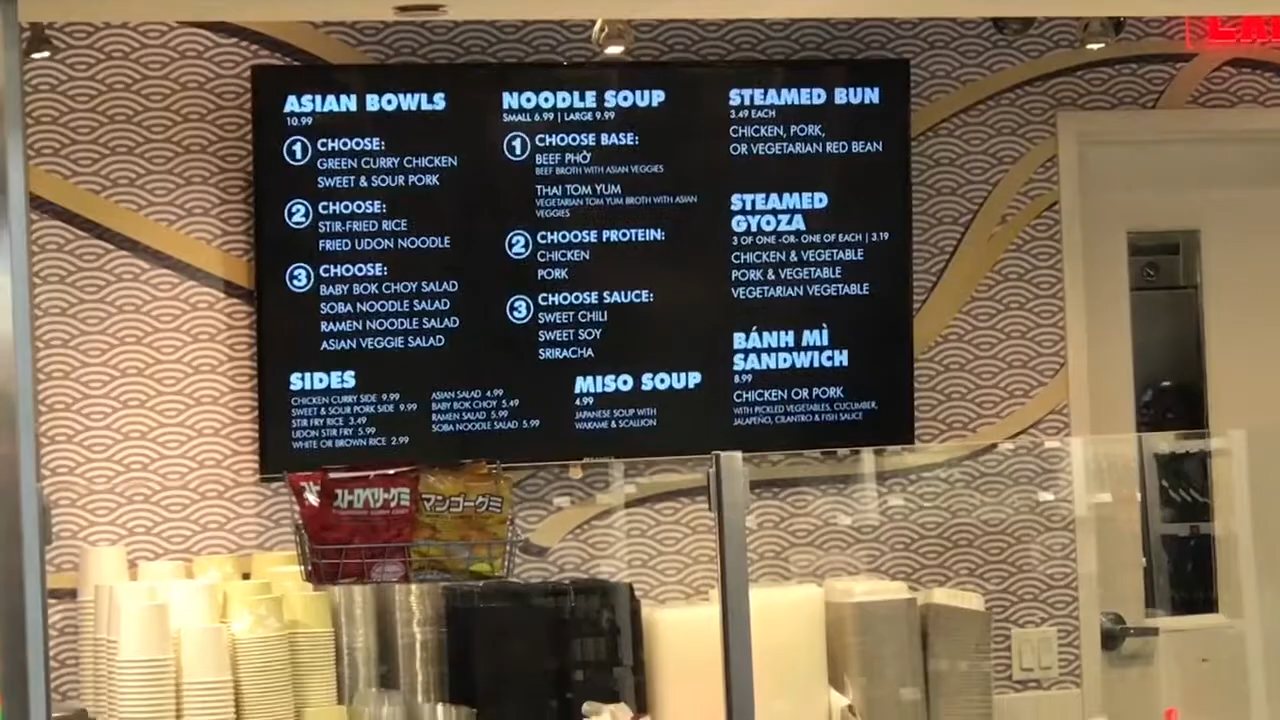 ASIAN BOWLS
10.99
1 CHOOSE:
GREEN CURRY CHICKEN
SWEET & SOUR PORK
2 CHOOSE:
STIR-FRIED RICE
FRIED UDON NOODLE
3 CHOOSE:
BABY BOK CHOY SALAD
SOBA NOODLE SALAD
RAMEN NOODLE SALAD
ASIAN VEGGIE SALAD
SIDES
CHICKEN CURRY SIDE 9.99
SWEET & SOUR PORK SIDE 9.99
STIR FRY RICE 3.49
UDON STIR FRY 5.99
WHITE OR BROWN RICE 2.99
ASIAN SALAD 4.99
BABY BOK CHOY 5.49
RAMEN SALAD 5.99
SOBA NOODLE SALAD 5.99
NOODLE SOUP
SMALL 6.99 | LARGE 9.99
1 CHOOSE BASE:
BEEF PHỞ
BEEF BROTH WITH ASIAN VEGGIES
THAI TOM YUM
VEGETARIAN TOM YUM BROTH WITH ASIAN
VEGGIES
2 CHOOSE PROTEIN:
CHICKEN
PORK
3 CHOOSE SAUCE:
SWEET CHILI
SWEET SOY
SRIRACHA
MISO SOUP
4.99
JAPANESE SOUP WITH
WAKAME & SCALLION
STEAMED BUN
3.49 EACH
CHICKEN, PORK,
OR VEGETARIAN RED BEAN
STEAMED
GYOZA
3 OF ONE -OR- ONE OF EACH | 3.19
CHICKEN & VEGETABLE
PORK & VEGETABLE
VEGETARIAN VEGETABLE
BÁNH MÌ
SANDWICH
8.99
CHICKEN OR PORK
WITH PICKLED VEGETABLES, CUCUMBER,
JALAPEÑO, CILANTRO & FISH SAUCE
ストロベリーグミ
マンゴーグミ